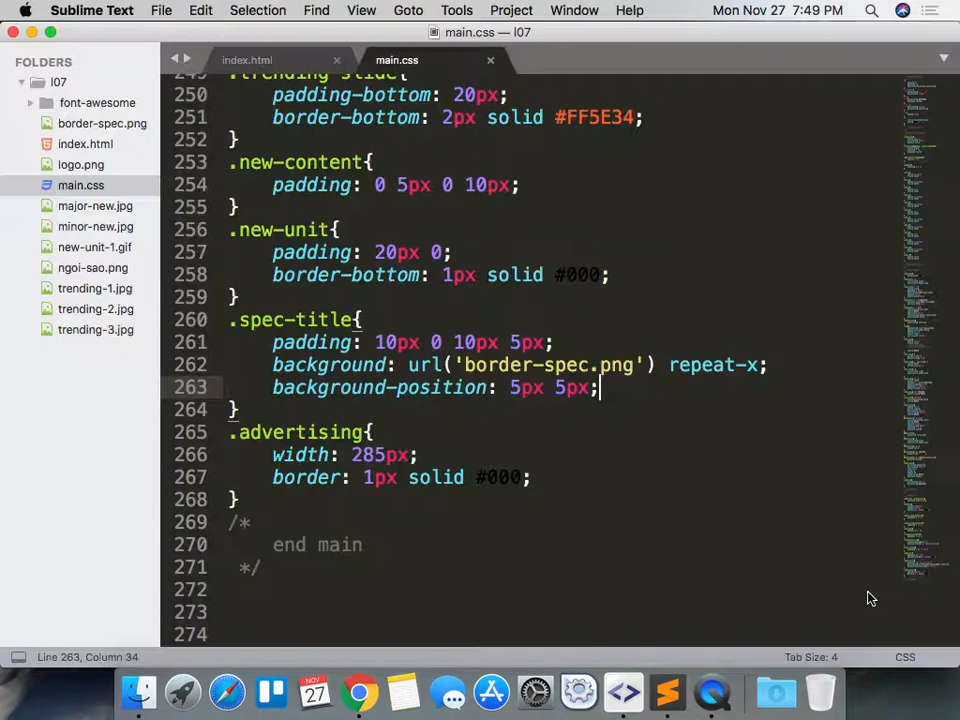 Sublime Text File Edit Selection Find View Goto Tools Project Window Help Mon Nov 27 7:49 PM
main.css — l07
FOLDERS
l07
font-awesome
border-spec.png
index.html
logo.png
main.css
major-new.jpg
minor-new.jpg
new-unit-1.gif
ngoi-sao.png
trending-1.jpg
trending-2.jpg
trending-3.jpg
index.html × main.css ×
249 .trending-slide{
250 padding-bottom: 20px;
251 border-bottom: 2px solid #FF5E34;
252 }
253 .new-content{
254 padding: 0 5px 0 10px;
255 }
256 .new-unit{
257 padding: 20px 0;
258 border-bottom: 1px solid #000;
259 }
260 .spec-title{
261 padding: 10px 0 10px 5px;
262 background: url('border-spec.png') repeat-x;
263 background-position: 5px 5px;
264 }
265 .advertising{
266 width: 285px;
267 border: 1px solid #000;
268 }
269 /*
270 end main
271 */
272
273
274
Line 263, Column 34 Tab Size: 4 CSS
NOV
27